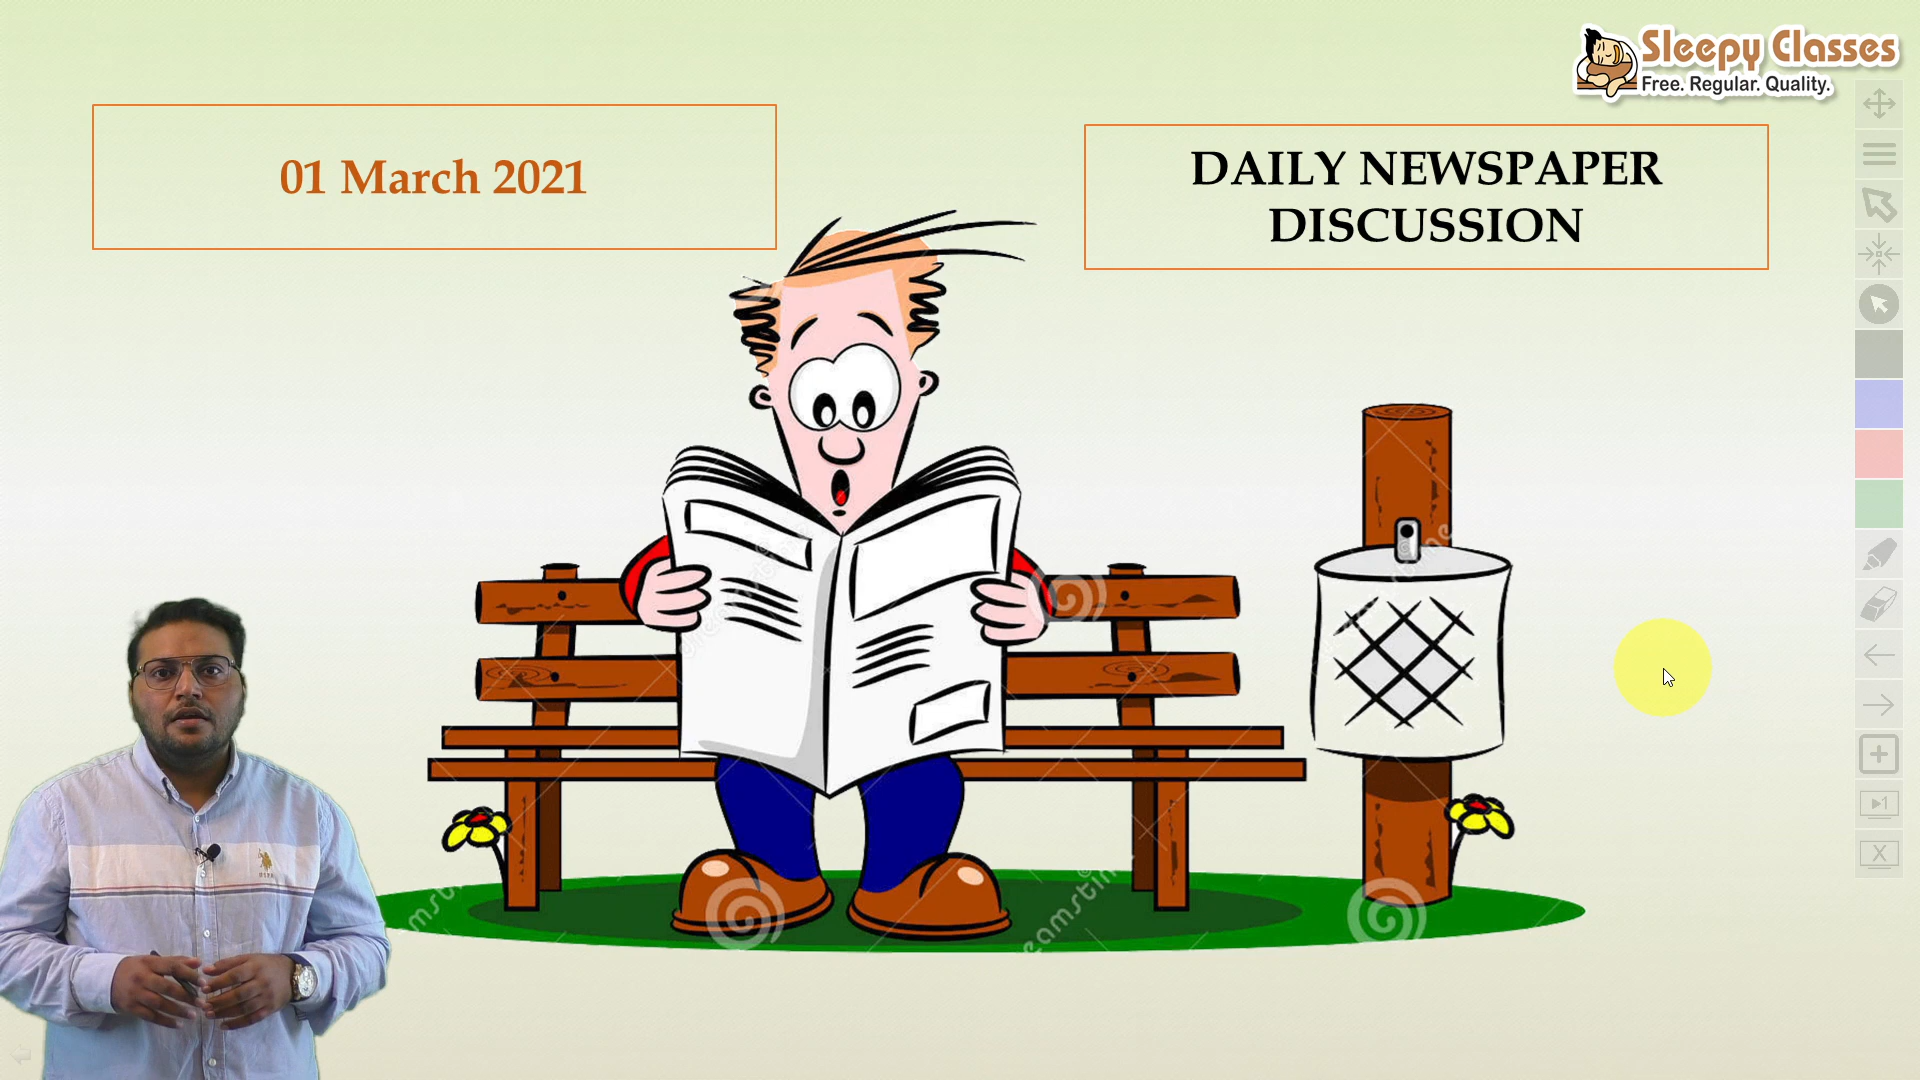 Sleepy Classes
Free. Regular. Quality.
01 March 2021
DAILY NEWSPAPER
DISCUSSION